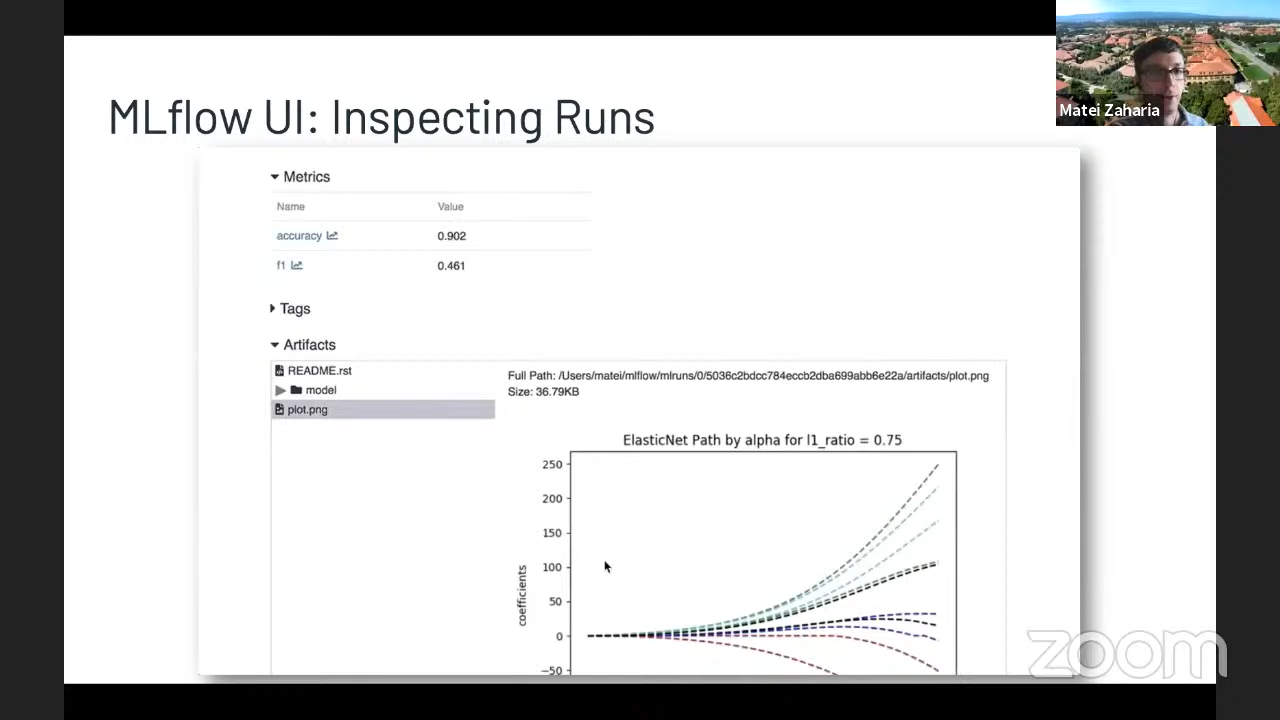 MLflow UI: Inspecting Runs
Matei Zaharia
Metrics
Name Value
accuracy 0.902
f1 0.461
Tags
Artifacts
README.rst
model
plot.png
Full Path: /Users/matei/mlflow/mlruns/0/5036c2bdcc784eccb2dba699abb6e22a/artifacts/plot.png
Size: 36.79KB
ElasticNet Path by alpha for l1_ratio = 0.75
250
200
150
100
50
0
−50
coefficients
zoom